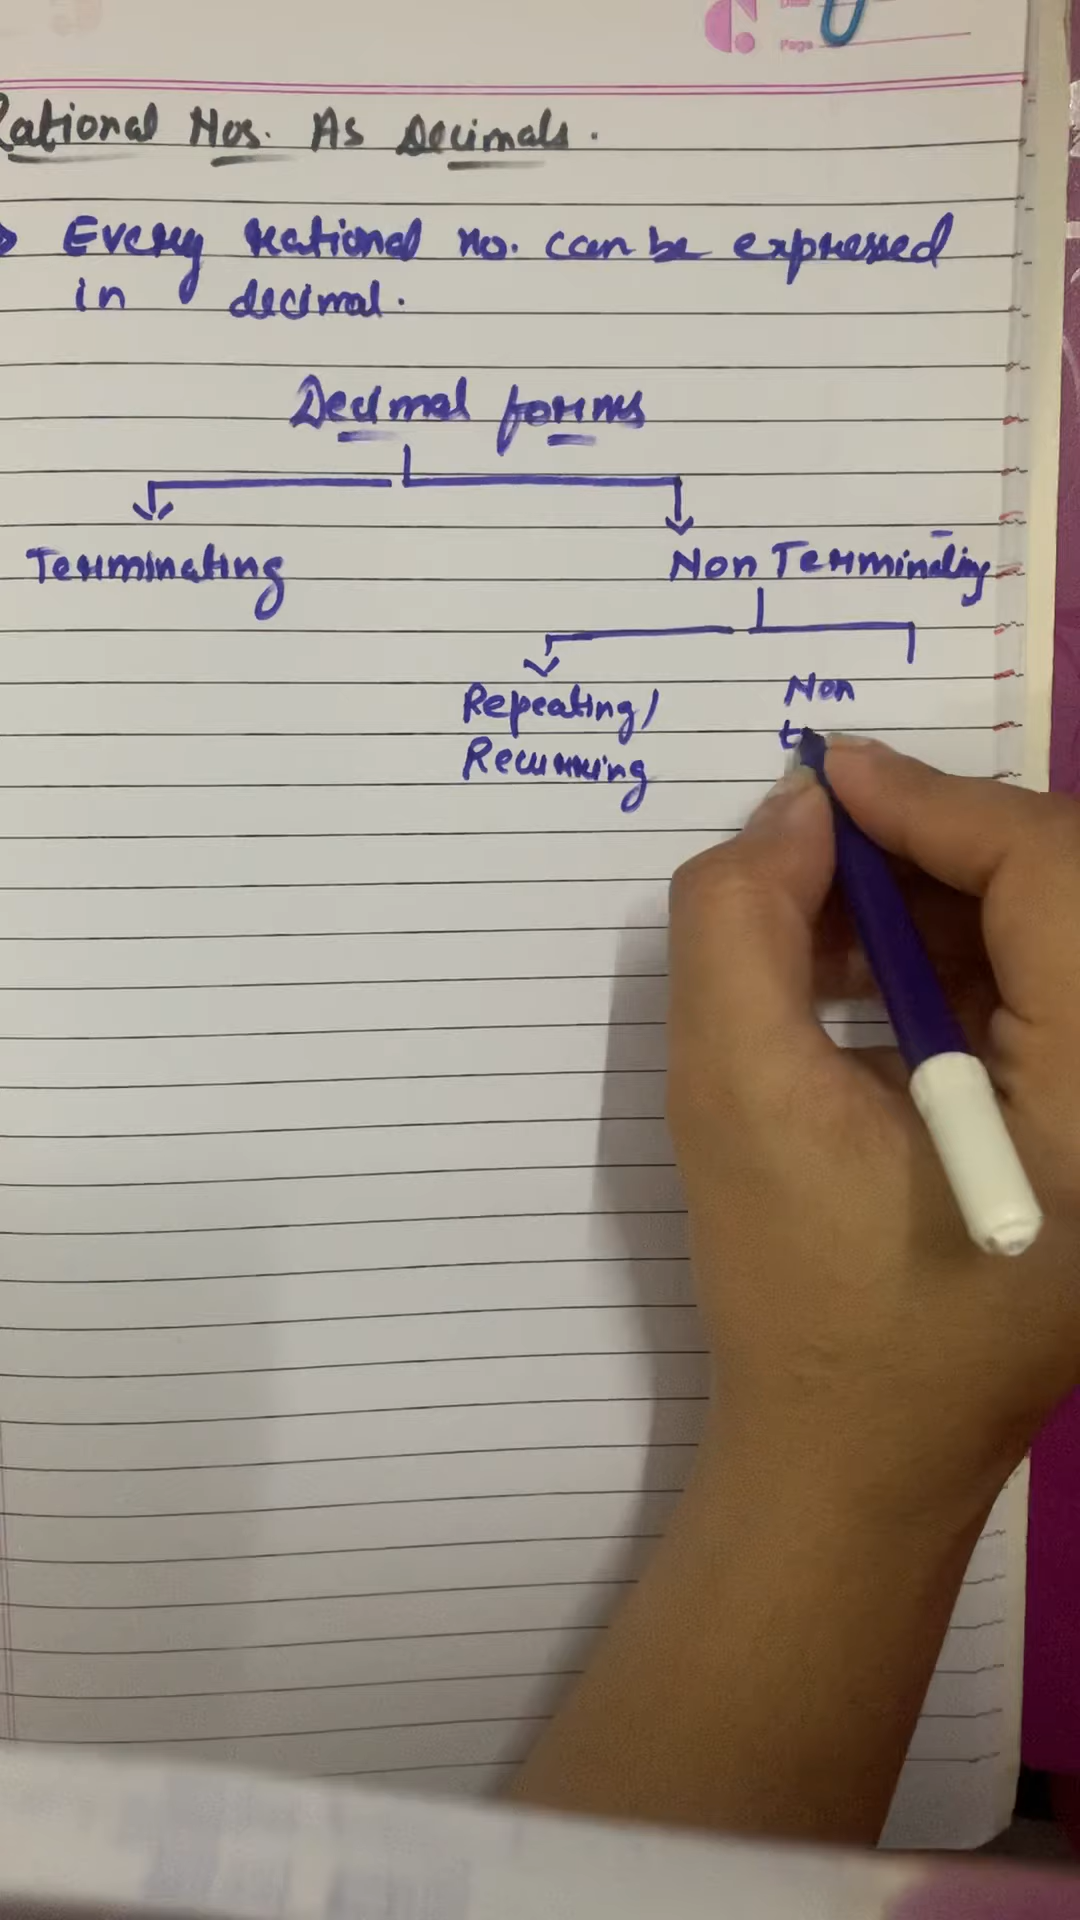 Page
Rational Nos. As Decimals.
Every rational no. can be expressed
in decimal.
Decimal forms
Terminating
Non Terminating
Repeating/
Recurring
Non
t